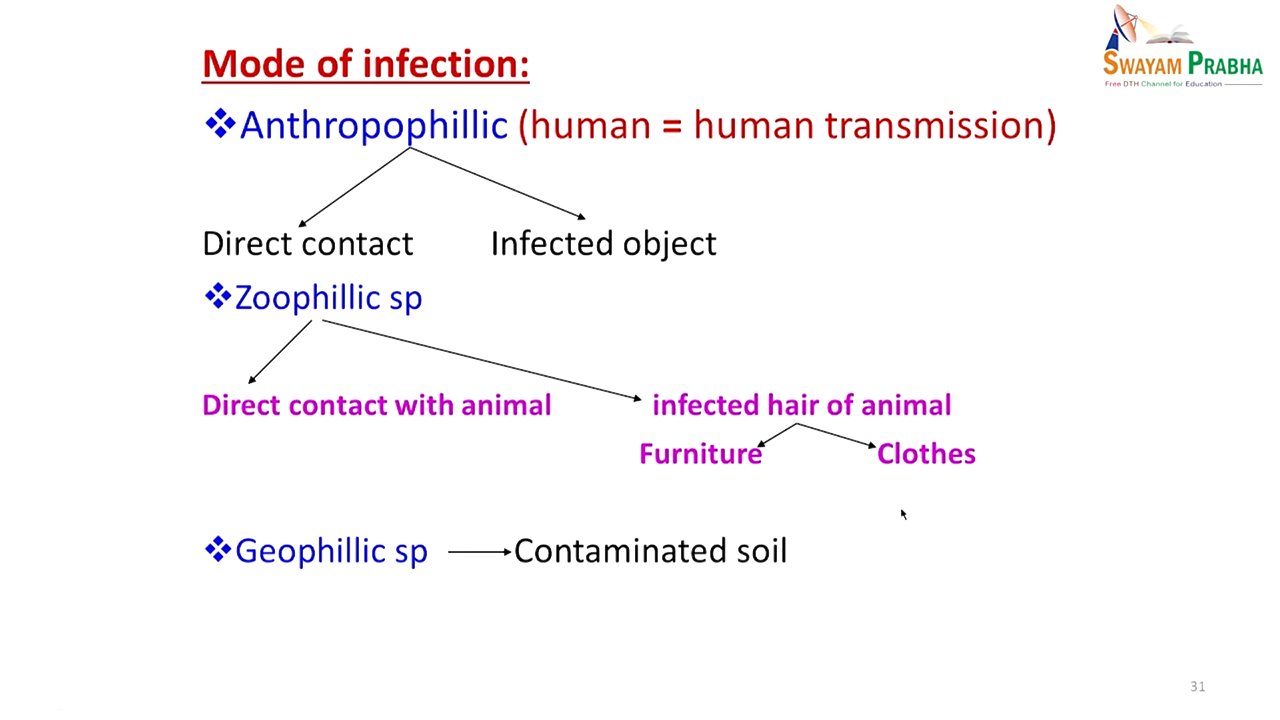 Mode of infection:
SWAYAM PRABHA
Free DTH Channel for Education
❖Anthropophillic (human = human transmission)
Direct contact Infected object
❖Zoophillic sp
Direct contact with animal infected hair of animal
Furniture Clothes
❖Geophillic sp Contaminated soil
31